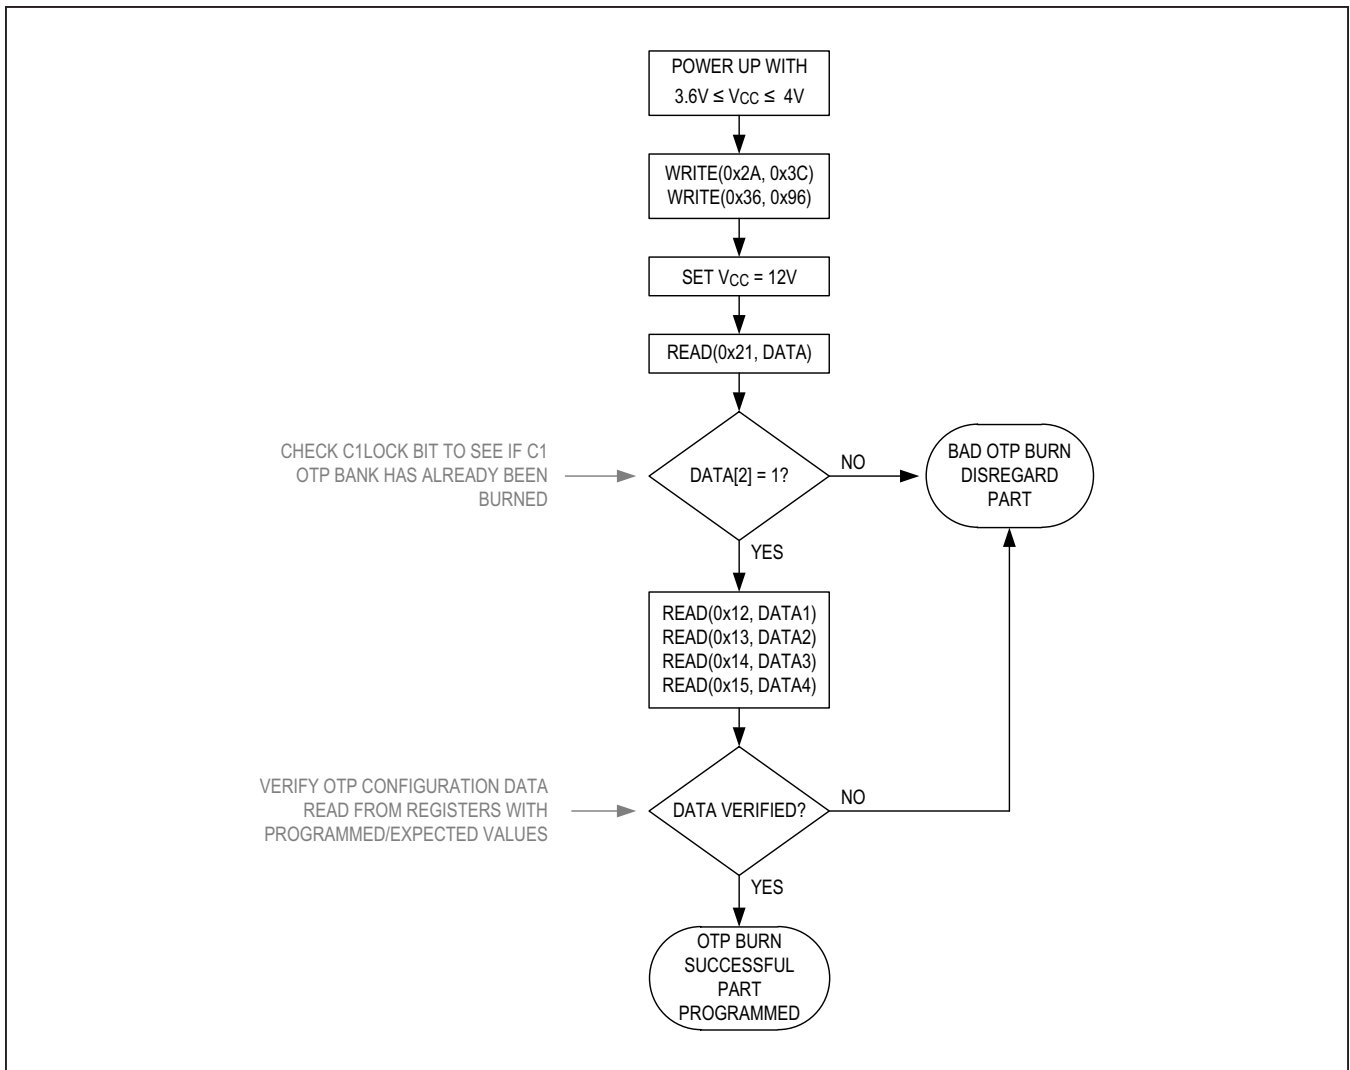 POWER UP WITH
3.6V ≤ VCC ≤ 4V
WRITE(0x2A, 0x3C)
WRITE(0x36, 0x96)
SET VCC = 12V
READ(0x21, DATA)
CHECK C1LOCK BIT TO SEE IF C1
OTP BANK HAS ALREADY BEEN
BURNED
DATA[2] = 1?
NO
BAD OTP BURN
DISREGARD
PART
YES
READ(0x12, DATA1)
READ(0x13, DATA2)
READ(0x14, DATA3)
READ(0x15, DATA4)
VERIFY OTP CONFIGURATION DATA
READ FROM REGISTERS WITH
PROGRAMMED/EXPECTED VALUES
DATA VERIFIED?
NO
YES
OTP BURN
SUCCESSFUL
PART
PROGRAMMED